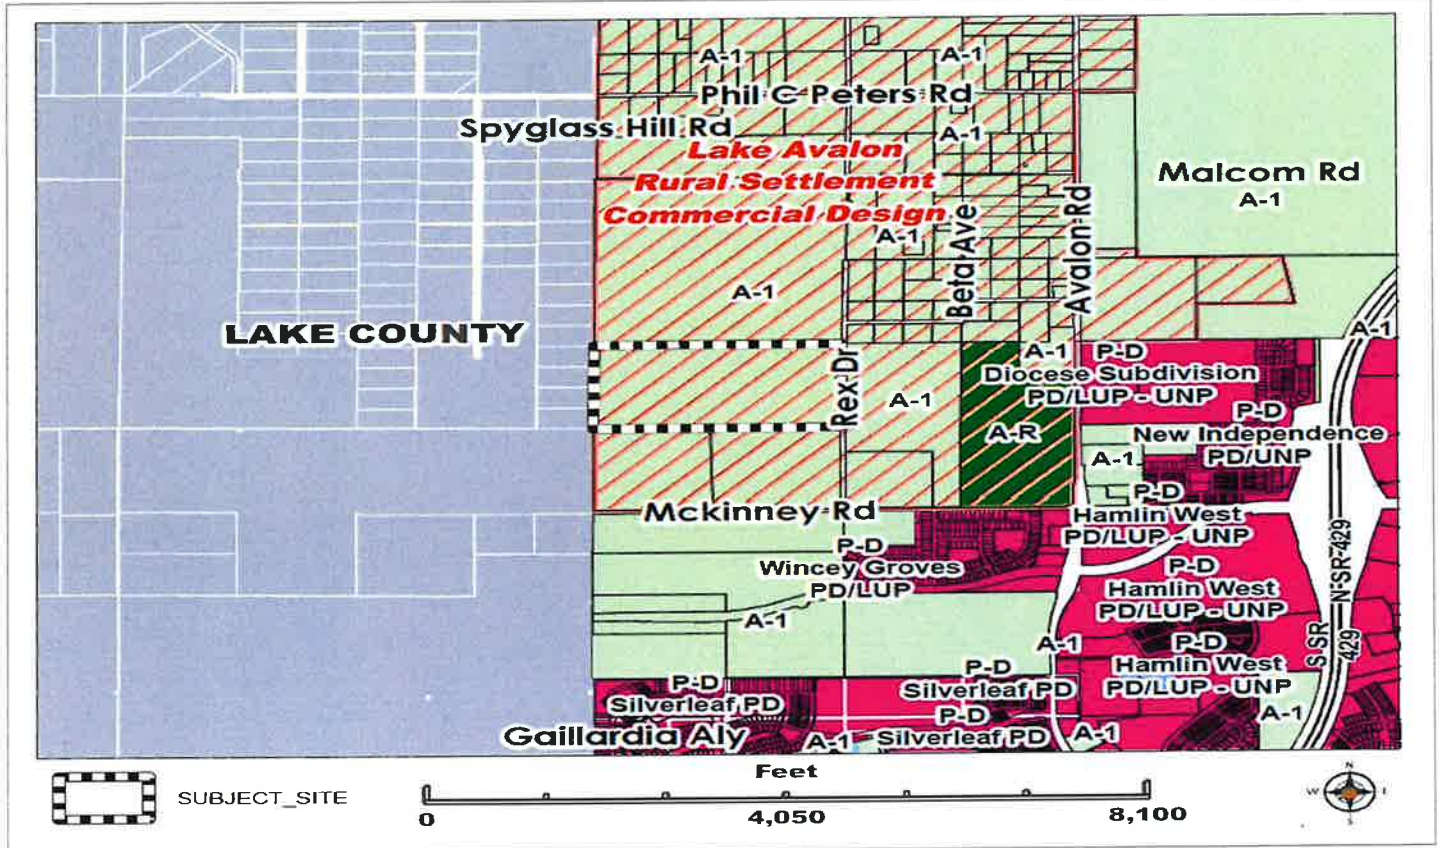 A-1
A-1
Phil C Peters Rd
Spyglass Hill Rd
A-1
Lake Avalon
Rural Settlement
Commercial Design
Malcom Rd
A-1
A-1
Beta Ave
Avalon Rd
A-1
LAKE COUNTY
A-1
Rex Dr
A-1
A-R
A-1
P-D
Diocese Subdivision
PD/LUP - UNP
P-D
New Independence
PD/UNP
A-1
P-D
Hamlin West
PD/LUP - UNP
Mckinney Rd
P-D
Wincey Groves
PD/LUP
P-D
Hamlin West
PD/LUP - UNP
N SR 429
A-1
A-1
P-D
Hamlin West
PD/LUP - UNP
S SR
429
P-D
Silverleaf PD
P-D
Silverleaf PD
P-D
Silverleaf PD
A-1
Gaillardia Aly
A-1
A-1
SUBJECT_SITE
Feet
0
4,050
8,100
N
W
E
S